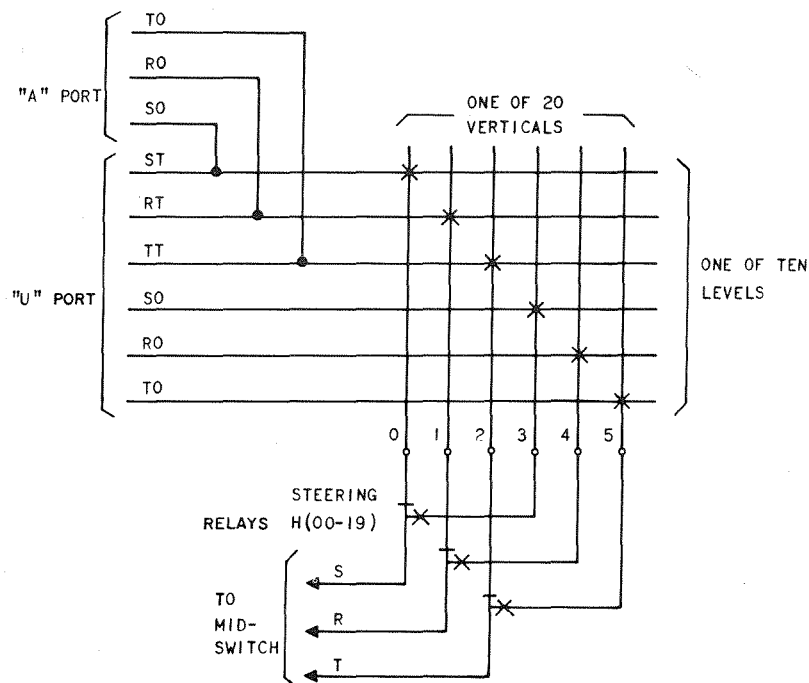 TO
RO
"A" PORT
SO
ONE OF 20
VERTICALS
ST
RT
TT
ONE OF TEN
LEVELS
"U" PORT
SO
RO
TO
0 1 2 3 4 5
STEERING
RELAYS H(00-19)
S
TO
MID-
SWITCH
R
T